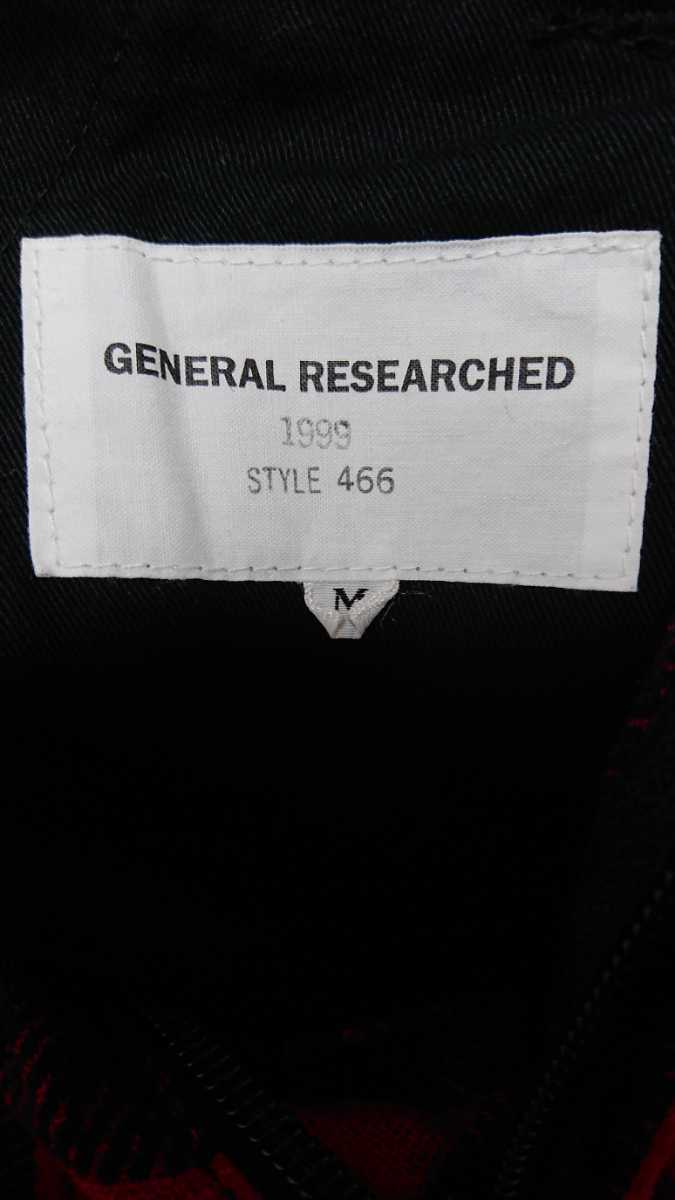 GENERAL RESEARCHED
1999
STYLE 466
M